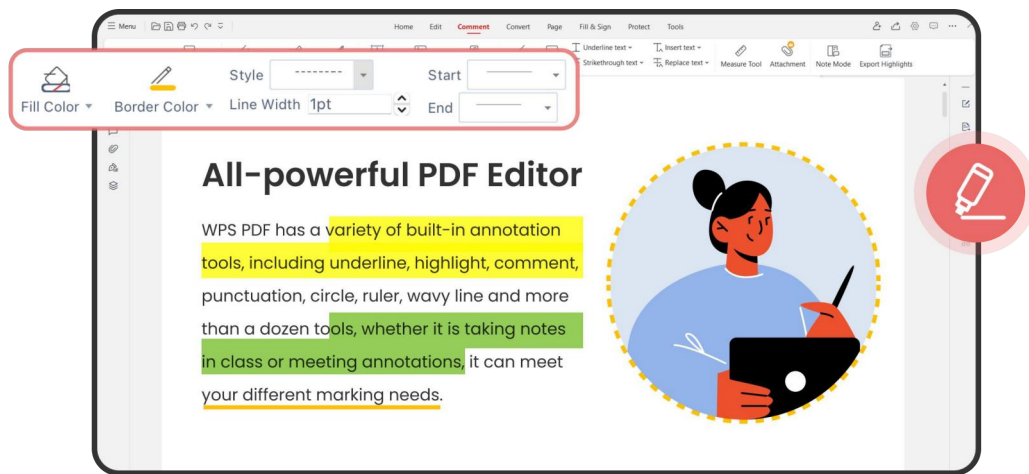 Menu
Home Edit Comment Convert Page Fill & Sign Protect Tools
Underline text Insert text
Strikethrough text Replace text Measure Tool Attachment Note Mode Export Highlights
Style Start
Fill Color Border Color Line Width 1pt End
All-powerful PDF Editor
WPS PDF has a variety of built-in annotation
tools, including underline, highlight, comment,
punctuation, circle, ruler, wavy line and more
than a dozen tools, whether it is taking notes
in class or meeting annotations, it can meet
your different marking needs.